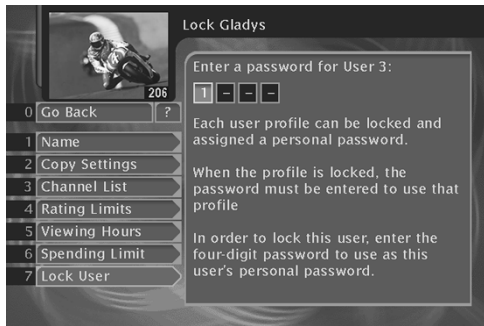 Lock Gladys
206
0 Go Back ?
1 Name
2 Copy Settings
3 Channel List
4 Rating Limits
5 Viewing Hours
6 Spending Limit
7 Lock User
Enter a password for User 3:
1 – – –
Each user profile can be locked and
assigned a personal password.
When the profile is locked, the
password must be entered to use that
profile
In order to lock this user, enter the
four-digit password to use as this
user's personal password.